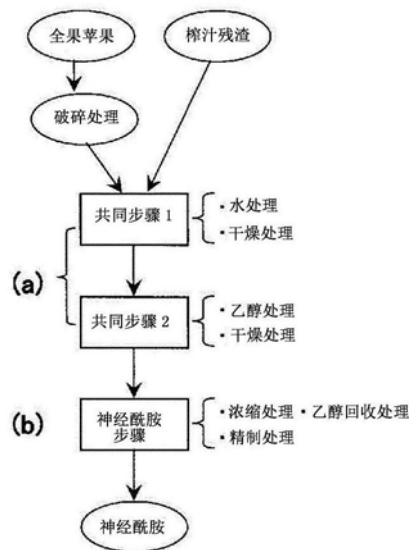 全果苹果
榨汁残渣
破碎处理
共同步骤 1
·水处理
·干燥处理
(a)
共同步骤 2
·乙醇处理
·干燥处理
(b)
神经酰胺
步骤
·浓缩处理·乙醇回收处理
·精制处理
神经酰胺